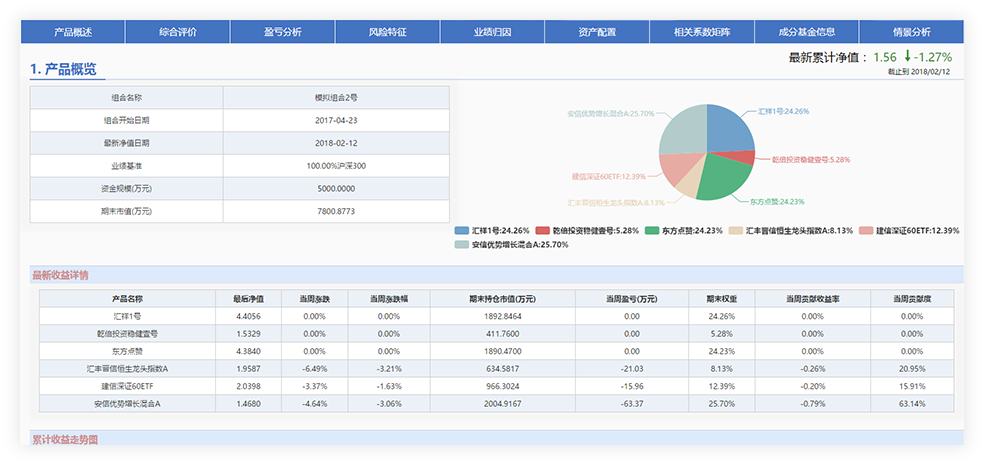 产品概述 综合评价 盈亏分析 风险特征 业绩归因 资产配置 相关系数矩阵 成分基金信息 情景分析
最新累计净值： 1.56 ↓-1.27%
截止到 2018/02/12
1. 产品概览
组合名称 模拟组合2号
组合开始日期 2017-04-23
最新净值日期 2018-02-12
业绩基准 100.00%沪深300
资金规模(万元) 5000.0000
期末市值(万元) 7800.8773
安信优势增长混合A:25.70%
汇祥1号:24.26%
乾倍投资稳健壹号:5.28%
建信深证60ETF:12.39%
汇丰晋信恒生龙头指数A:8.13%
东方点赞:24.23%
汇祥1号:24.26% 乾倍投资稳健壹号:5.28% 东方点赞:24.23% 汇丰晋信恒生龙头指数A:8.13% 建信深证60ETF:12.39%
安信优势增长混合A:25.70%
最新收益详情
产品名称 最后净值 当周涨跌 当周涨跌幅 期末持仓市值(万元) 当周盈亏(万元) 期末权重 当周贡献收益率 当周贡献度
汇祥1号 4.4056 0.00% 0.00% 1892.8464 0.00 24.26% 0.00% 0.00%
乾倍投资稳健壹号 1.5329 0.00% 0.00% 411.7600 0.00 5.28% 0.00% 0.00%
东方点赞 4.3840 0.00% 0.00% 1890.4700 0.00 24.23% 0.00% 0.00%
汇丰晋信恒生龙头指数A 1.9587 -6.49% -3.21% 634.5817 -21.03 8.13% -0.26% 20.95%
建信深证60ETF 2.0398 -3.37% -1.63% 966.3024 -15.96 12.39% -0.20% 15.91%
安信优势增长混合A 1.4680 -4.64% -3.06% 2004.9167 -63.37 25.70% -0.79% 63.14%
累计收益走势图